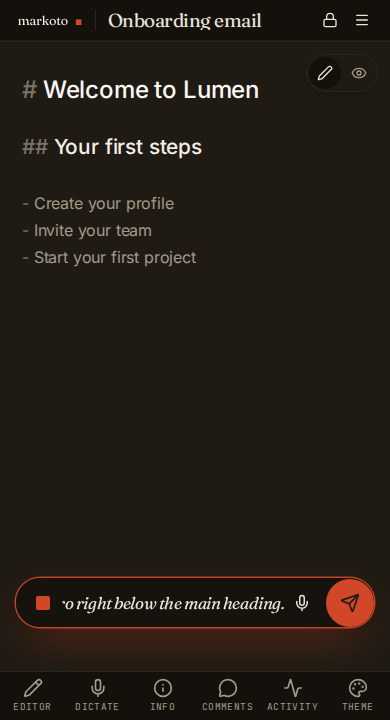 markoto
Onboarding email
# Welcome to Lumen
## Your first steps
- Create your profile
- Invite your team
- Start your first project
right below the main heading.
EDITOR DICTATE INFO COMMENTS ACTIVITY THEME